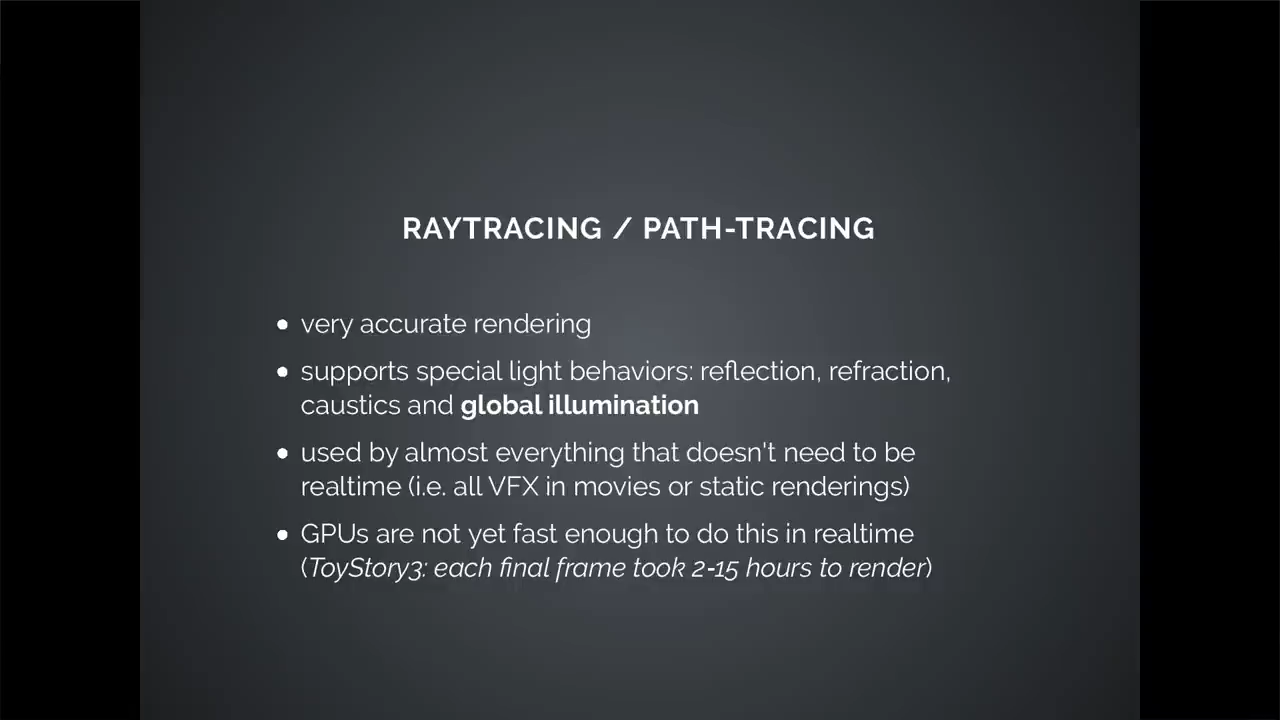 RAYTRACING / PATH-TRACING
• very accurate rendering
• supports special light behaviors: reflection, refraction,
caustics and global illumination
• used by almost everything that doesn't need to be
realtime (i.e. all VFX in movies or static renderings)
• GPUs are not yet fast enough to do this in realtime
(ToyStory3: each final frame took 2-15 hours to render)